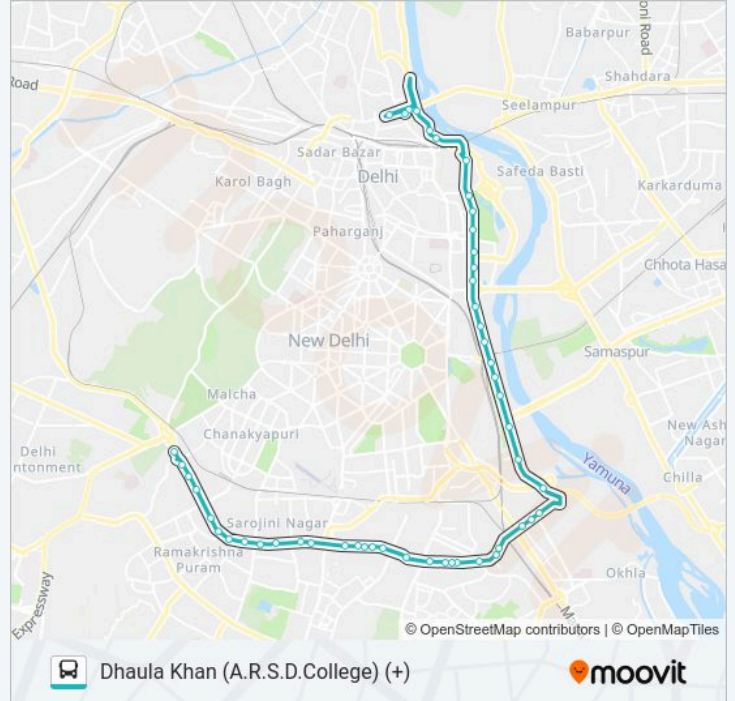 oni Road
Babarpur
Road
Shahdara
Seelampur
Sadar Bazar
Safeda Basti
Delhi
Karol Bagh
Karkarduma
Paharganj
Chhota Hasa
New Delhi
Samaspur
Malcha
New Ash
Nagar
Chanakyapuri
Delhi
ntonment
Yamuna
Chilla
Sarojini Nagar
Ramakrishna
Puram
Okhla
Expressway
M
© OpenStreetMap contributors | © OpenMapTiles
Dhaula Khan (A.R.S.D.College) (+)
moovit